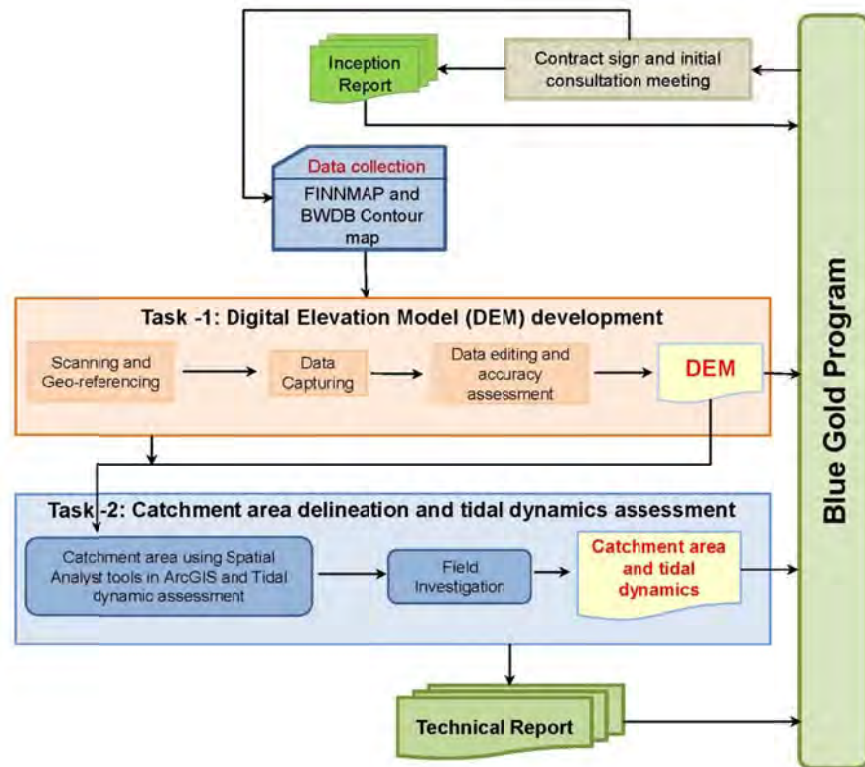 Inception
Report
Contract sign and initial
consultation meeting
Data collection
FINNMAP and
BWDB Contour
map
Task -1: Digital Elevation Model (DEM) development
Scanning and
Geo-referencing
Data
Capturing
Data editing and
accuracy
assessment
DEM
Task -2: Catchment area delineation and tidal dynamics assessment
Catchment area using Spatial
Analyst tools in ArcGIS and Tidal
dynamic assessment
Field
Investigation
Catchment area
and tidal
dynamics
Technical Report
Blue Gold Program